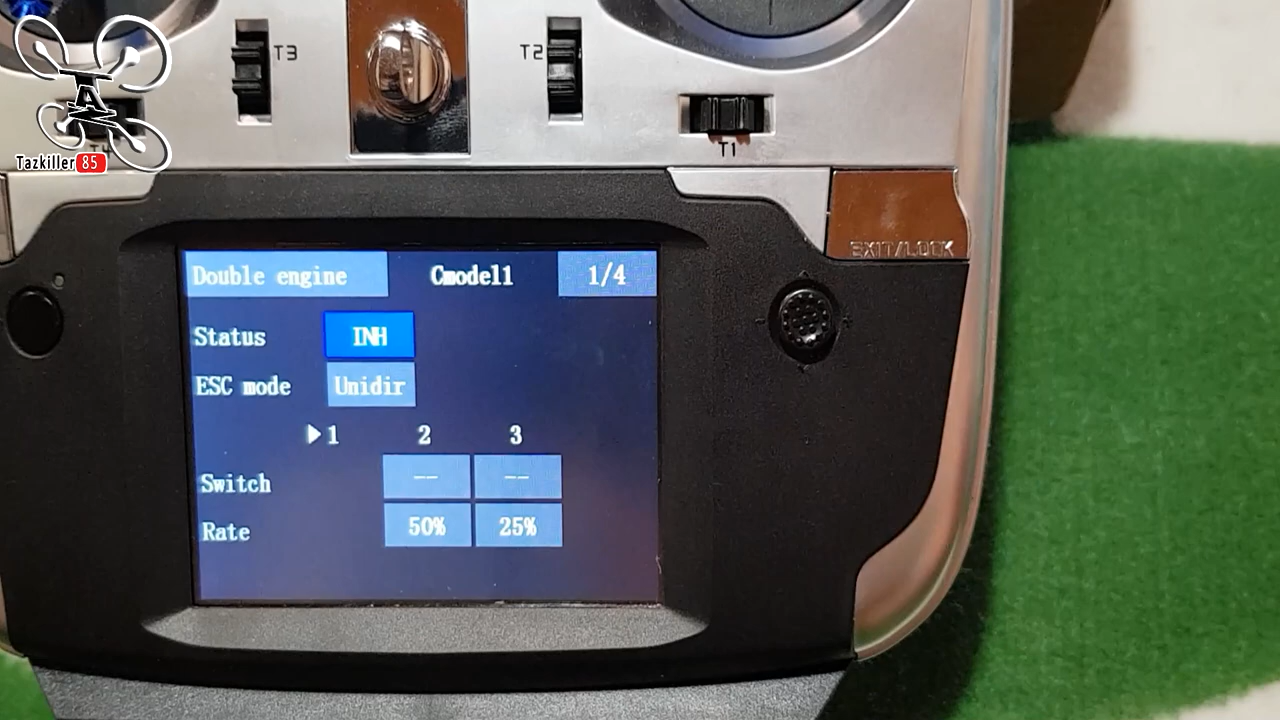 T3
T2
T4
T1
Tazkiller 85
EXIT/LOCK
Double engine Cmodel1 1/4
Status INH
ESC mode Unidir
1 2 3
Switch -- --
Rate 50% 25%